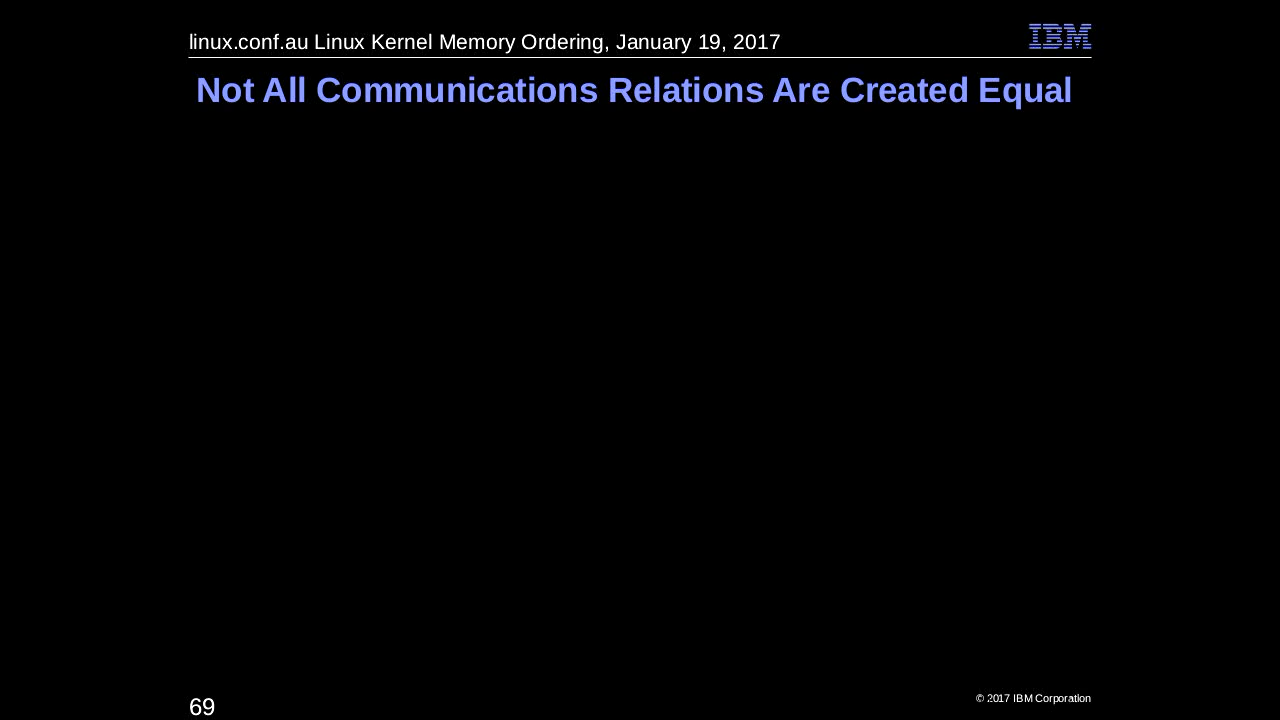 linux.conf.au Linux Kernel Memory Ordering, January 19, 2017
IBM
Not All Communications Relations Are Created Equal
69
© 2017 IBM Corporation